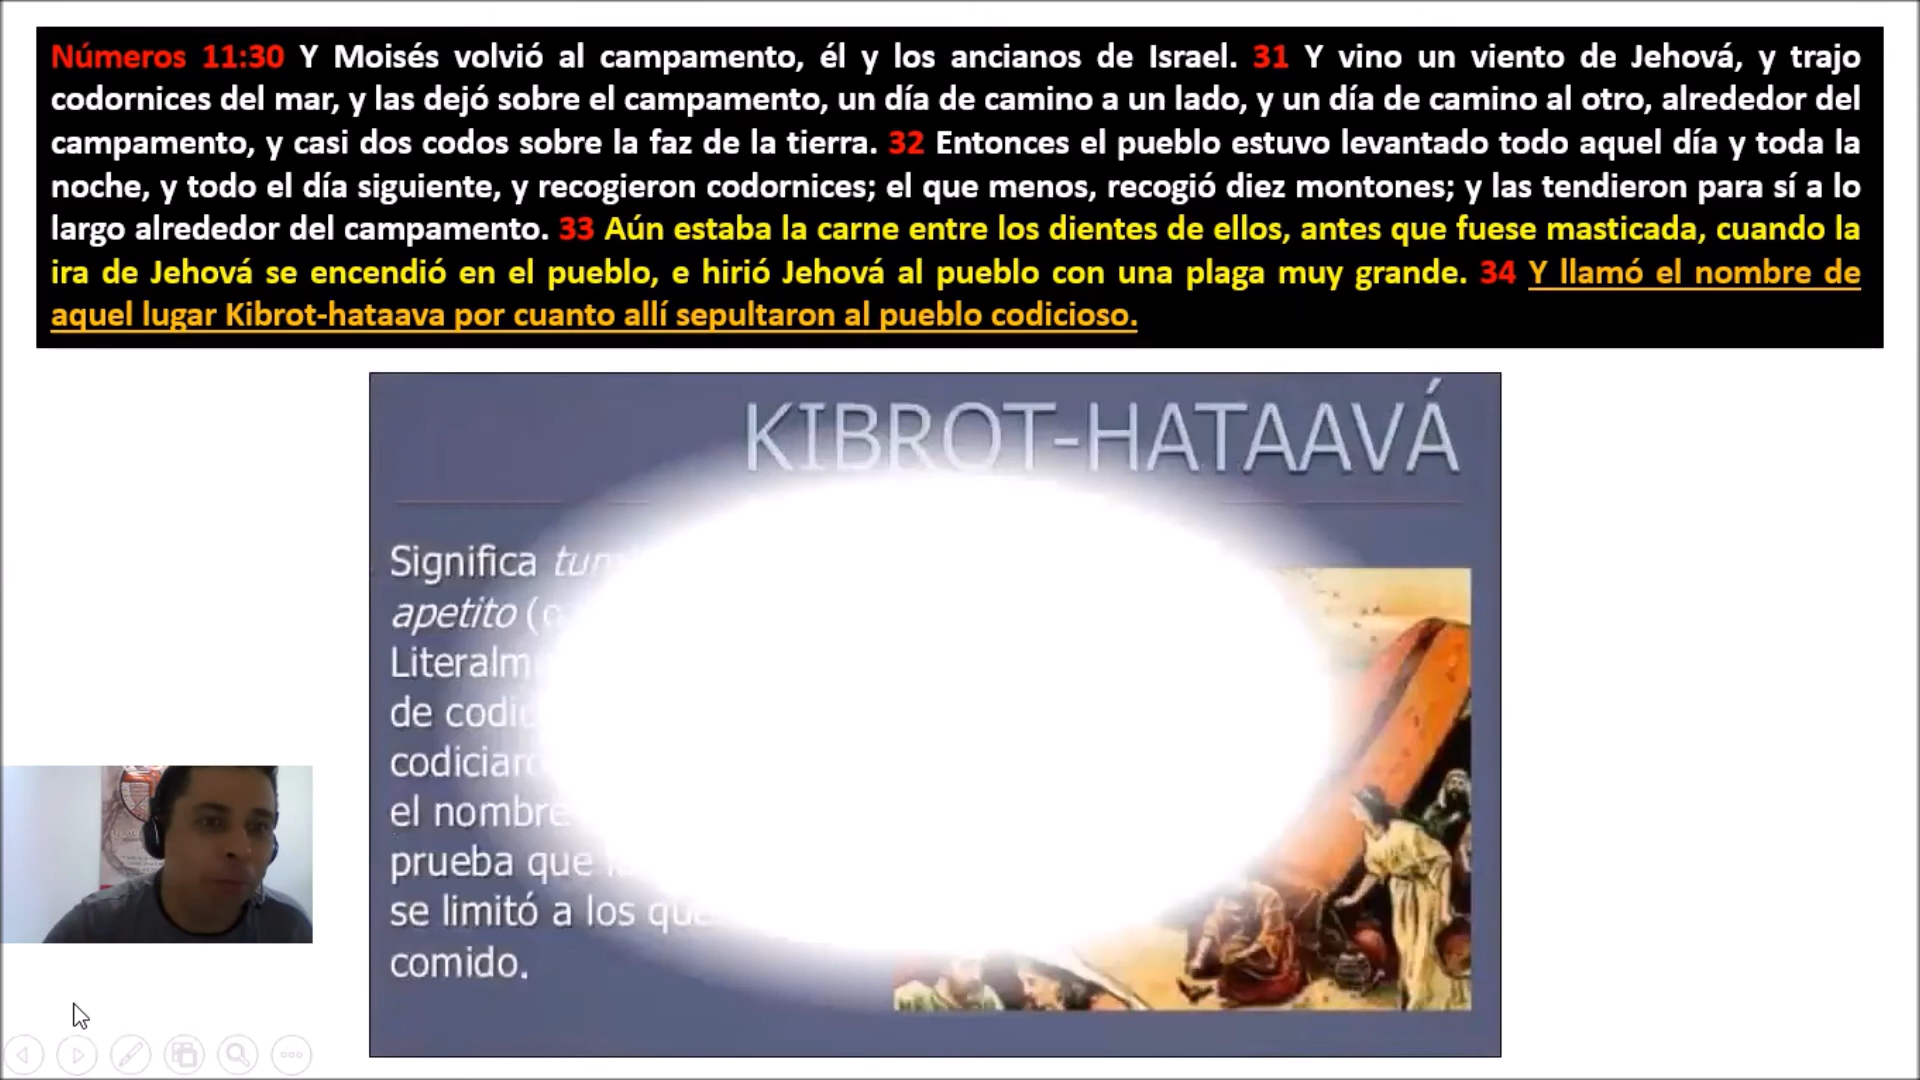 Números 11:30 Y Moisés volvió al campamento, él y los ancianos de Israel. 31 Y vino un viento de Jehová, y trajo
codornices del mar, y las dejó sobre el campamento, un día de camino a un lado, y un día de camino al otro, alrededor del
campamento, y casi dos codos sobre la faz de la tierra. 32 Entonces el pueblo estuvo levantado todo aquel día y toda la
noche, y todo el día siguiente, y recogieron codornices; el que menos, recogió diez montones; y las tendieron para sí a lo
largo alrededor del campamento. 33 Aún estaba la carne entre los dientes de ellos, antes que fuese masticada, cuando la
ira de Jehová se encendió en el pueblo, e hirió Jehová al pueblo con una plaga muy grande. 34 Y llamó el nombre de
aquel lugar Kibrot-hataava por cuanto allí sepultaron al pueblo codicioso.
KIBROT-HATAAVÁ
Significa
apetito
de
el nombre
prueba que
se limitó a los que
comido.